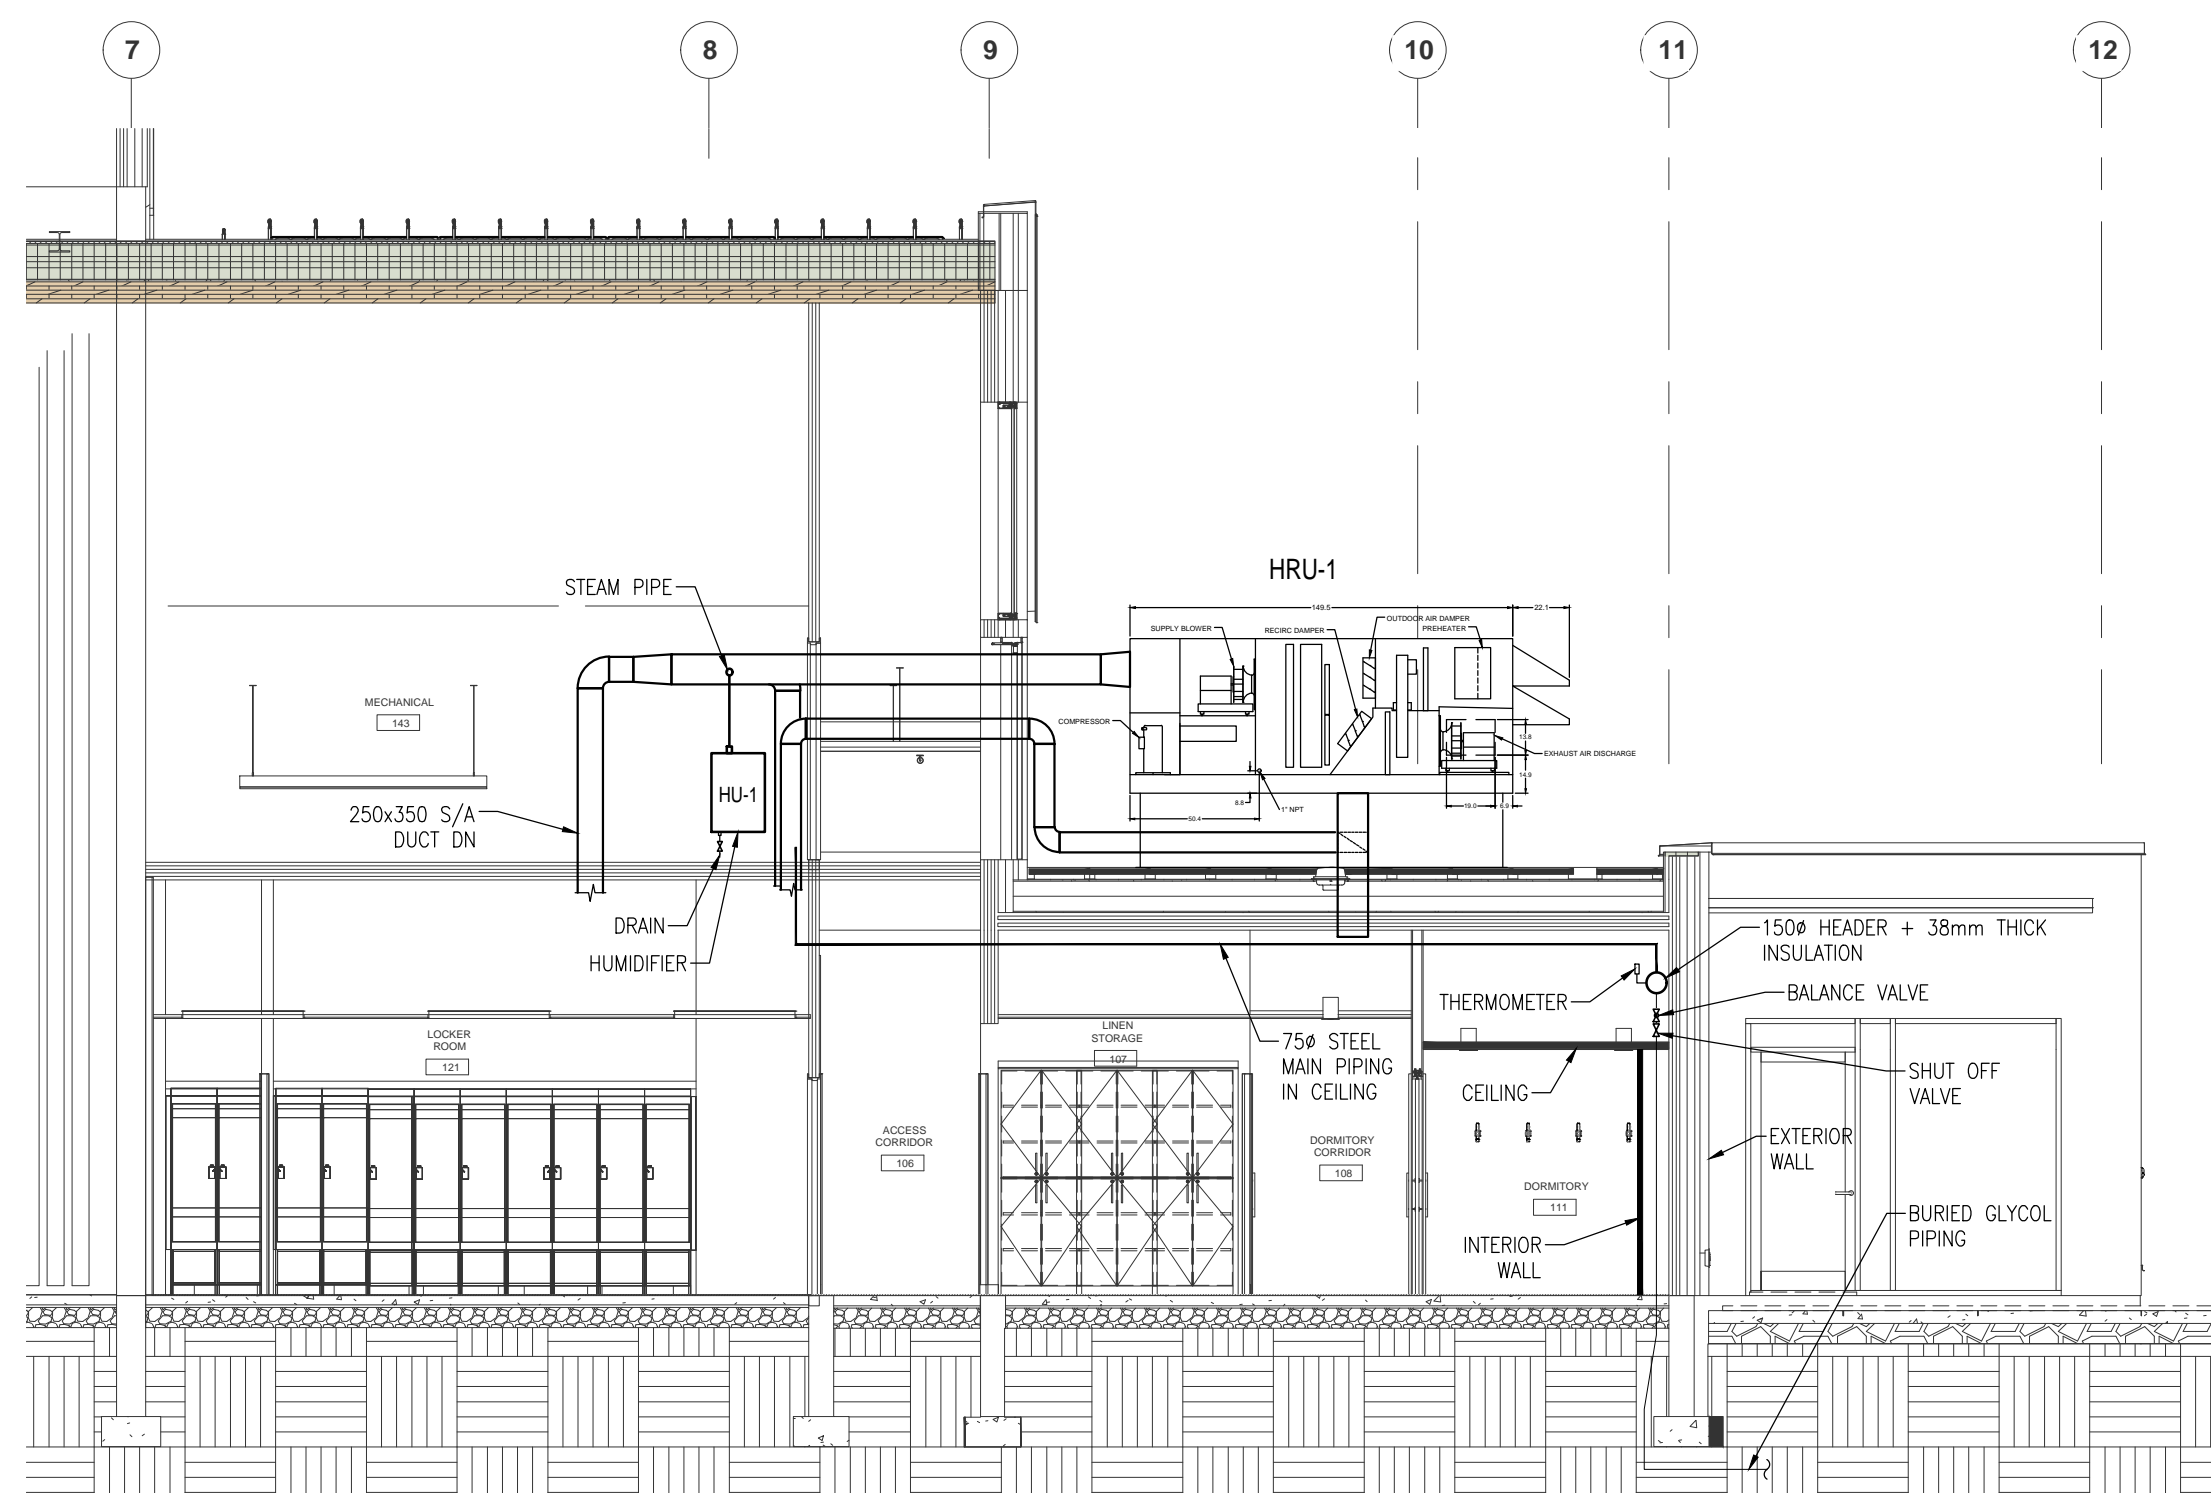 7
8
9
10
11
12
HRU-1
STEAM PIPE
149.5
22.1
SUPPLY BLOWER
RECIRC DAMPER
OUTDOOR AIR DAMPER
PREHEATER
MECHANICAL
143
COMPRESSOR
13.8
EXHAUST AIR DISCHARGE
14.9
HU-1
250x350 S/A
DUCT DN
8.8
1" NPT
19.0
6.9
50.4
DRAIN
HUMIDIFIER
150ø HEADER + 38mm THICK
INSULATION
THERMOMETER
BALANCE VALVE
LOCKER
ROOM
121
LINEN
STORAGE
107
75ø STEEL
MAIN PIPING
IN CEILING
CEILING
SHUT OFF
VALVE
ACCESS
CORRIDOR
106
DORMITORY
CORRIDOR
108
EXTERIOR
WALL
DORMITORY
111
INTERIOR
WALL
BURIED GLYCOL
PIPING